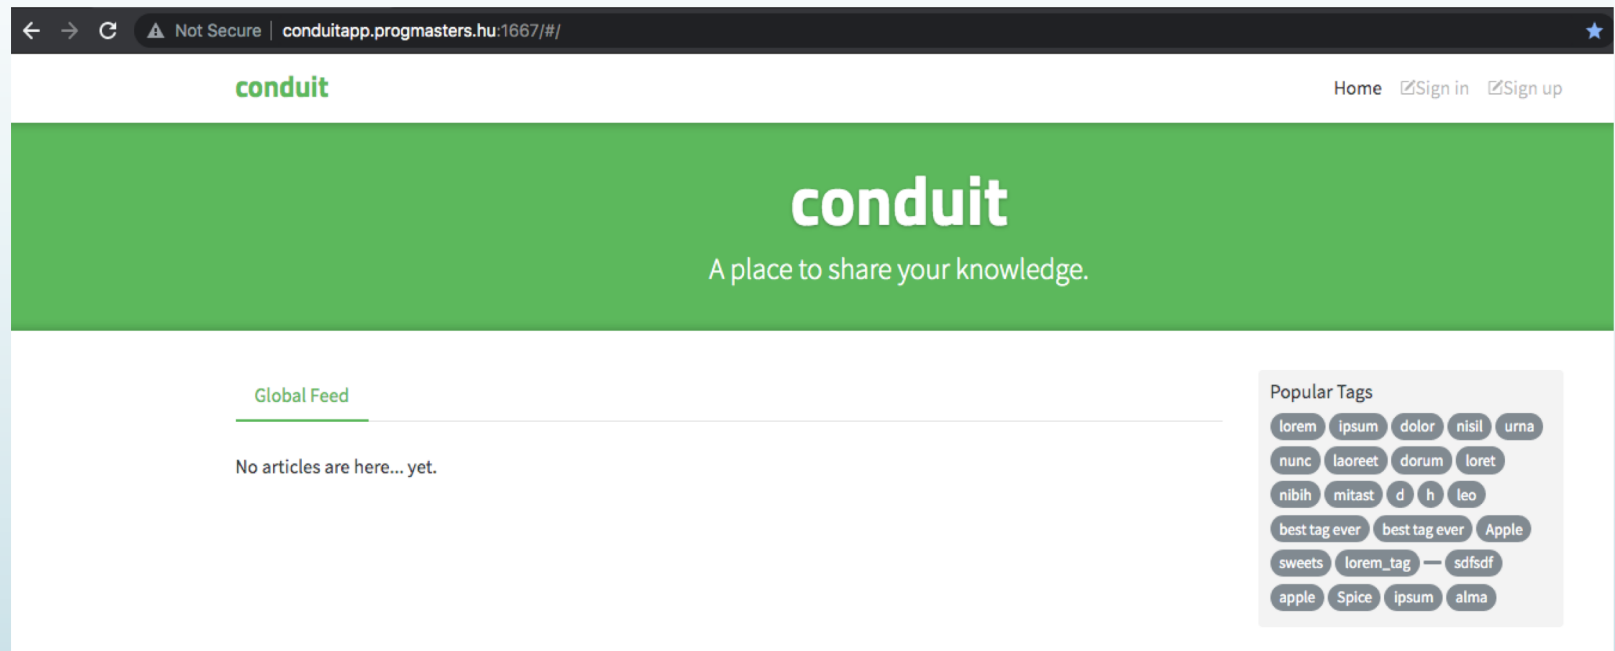 Not Secure | conduitapp.progmasters.hu:1667/#/
conduit
Home Sign in Sign up
conduit
A place to share your knowledge.
Global Feed
No articles are here... yet.
Popular Tags
lorem ipsum dolor nisil urna
nunc laoreet dorum loret
nibih mitast d h leo
best tag ever best tag ever Apple
sweets lorem_tag sdfsdf
apple Spice ipsum alma